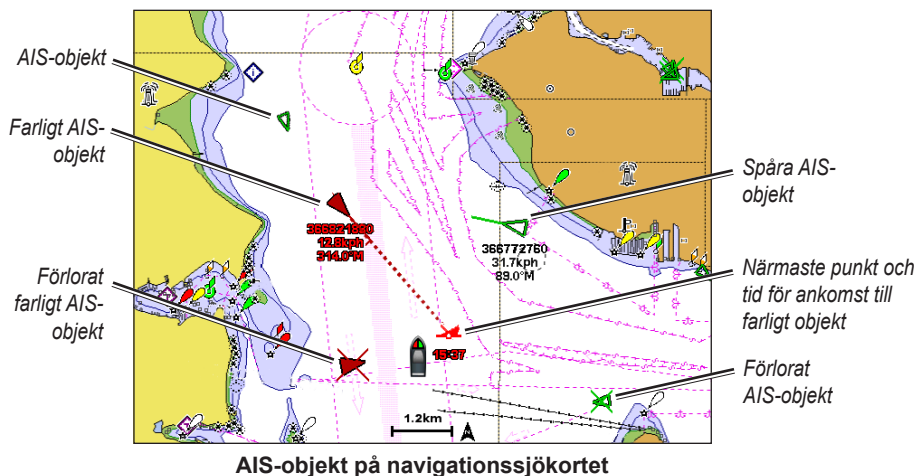 AIS-objekt
Farligt AIS-
objekt
Förlorat
farligt AIS-
objekt
366821890
12.8kph
314.0°M
366772760
31.7kph
89.0°M
15:37
1.2km
Spåra AIS-
objekt
Närmaste punkt och
tid för ankomst till
farligt objekt
Förlorat
AIS-objekt
AIS-objekt på navigationssjökortet